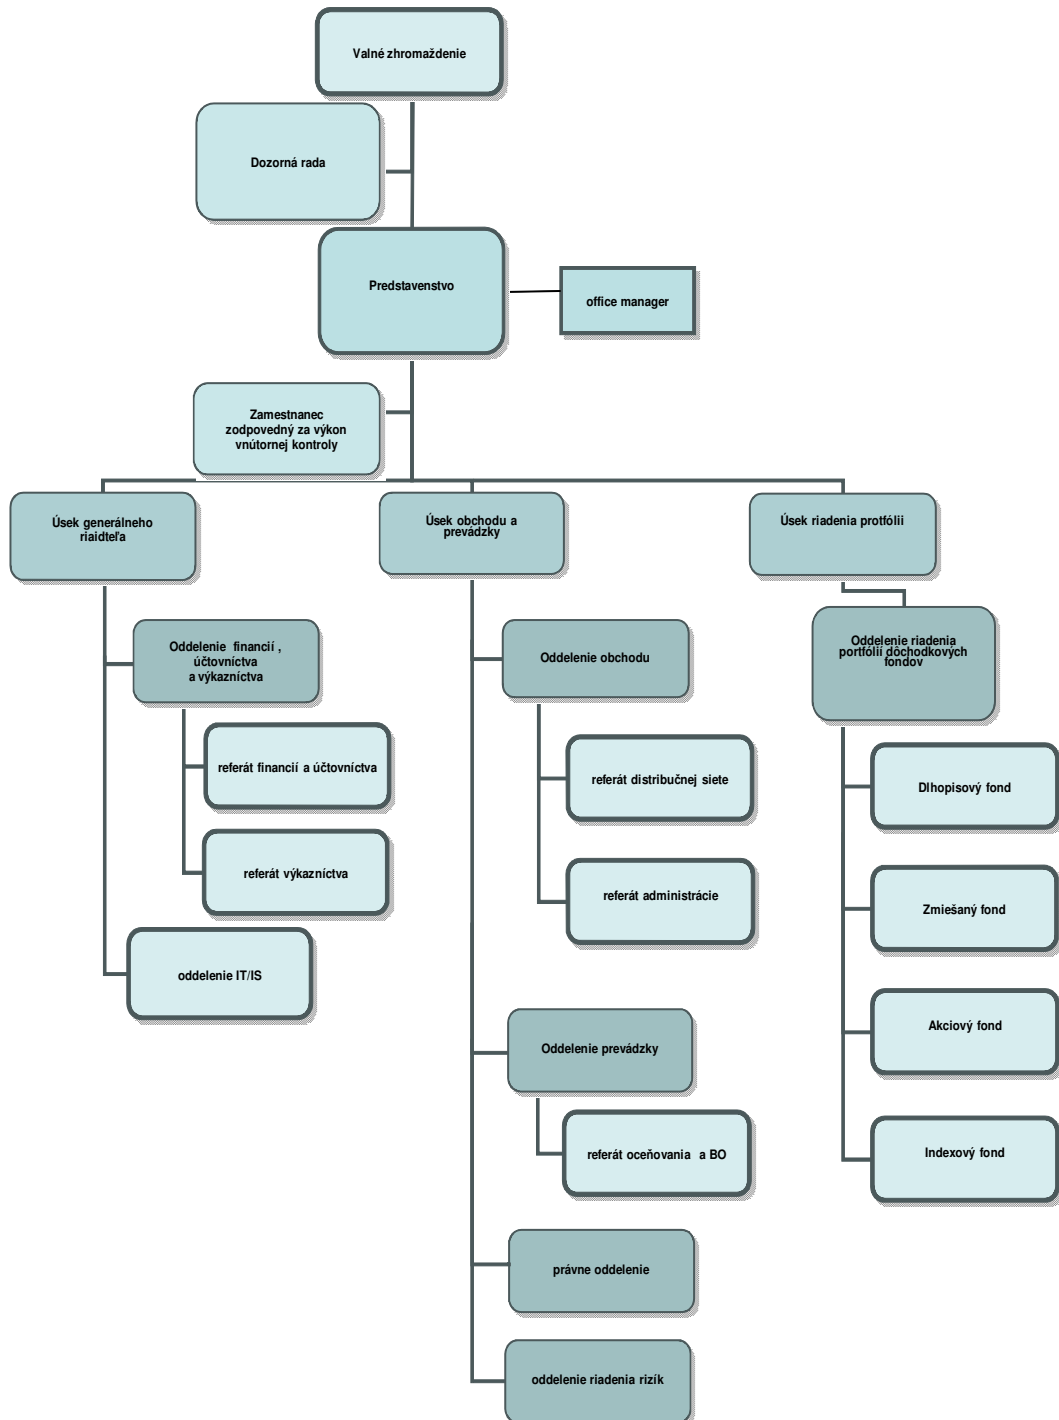 Valné zhromaždenie
Dozorná rada
Predstavenstvo
office manager
Zamestnanec
zodpovedný za výkon
vnútornej kontroly
Úsek generálneho
riaidteľa
Úsek obchodu a
prevádzky
Úsek riadenia protfólií
Oddelenie financií ,
účtovníctva
a výkazníctva
referát financií a účtovníctva
referát výkazníctva
oddelenie IT/IS
Oddelenie obchodu
referát distribučnej siete
referát administrácie
Oddelenie prevádzky
referát oceňovania a BO
právne oddelenie
oddelenie riadenia rizík
Oddelenie riadenia
portfólií dôchodkových
fondov
Dlhopisový fond
Zmiešaný fond
Akciový fond
Indexový fond